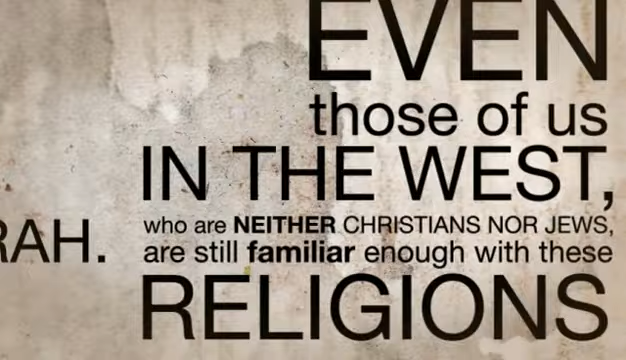 EVEN
those of us
IN THE WEST,
who are NEITHER CHRISTIANS NOR JEWS,
RAH.
are still familiar enough with these
RELIGIONS